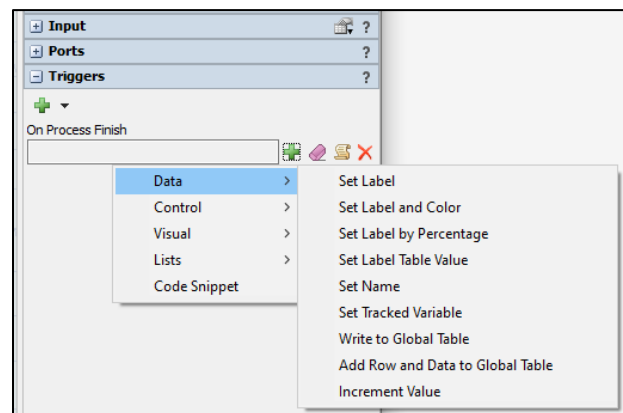 Input ?
Ports ?
Triggers ?
On Process Finish
Data
Control
Visual
Lists
Code Snippet
Set Label
Set Label and Color
Set Label by Percentage
Set Label Table Value
Set Name
Set Tracked Variable
Write to Global Table
Add Row and Data to Global Table
Increment Value